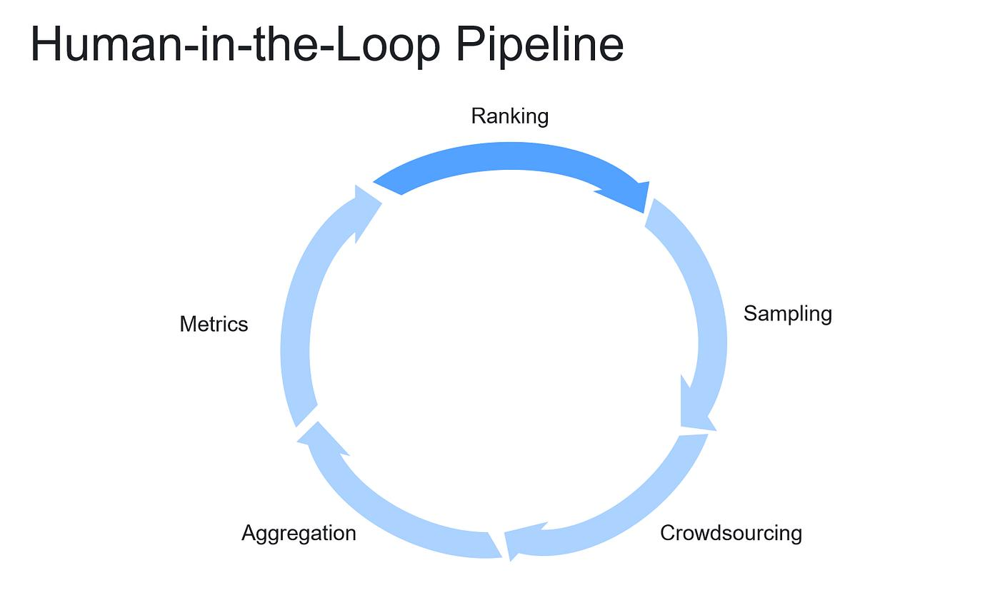 Human-in-the-Loop Pipeline
Ranking
Sampling
Metrics
Crowdsourcing
Aggregation